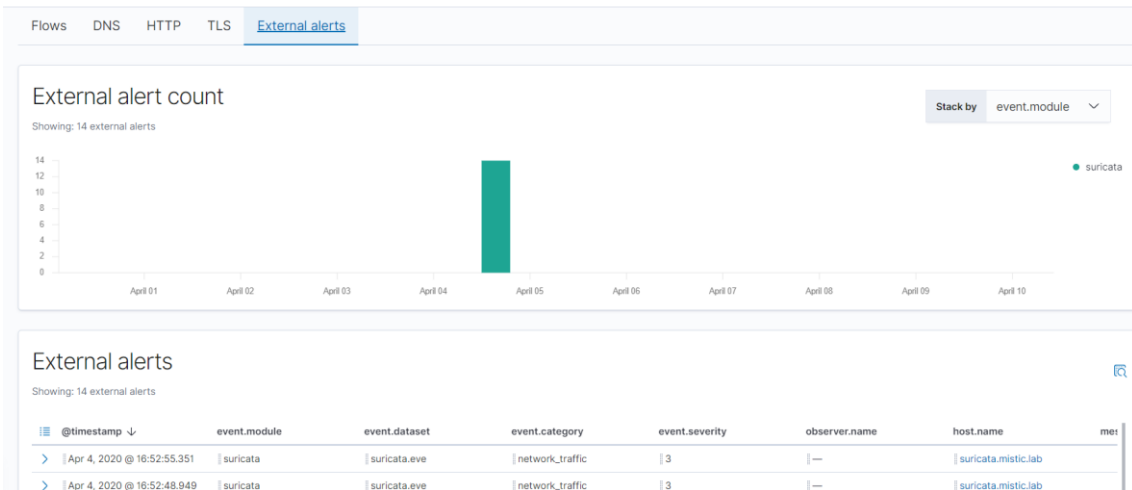 Flows DNS HTTP TLS External alerts
External alert count
Stack by event.module
Showing: 14 external alerts
14
12
10
8
6
4
2
0
suricata
April 01 April 02 April 03 April 04 April 05 April 06 April 07 April 08 April 09 April 10
External alerts
Showing: 14 external alerts
@timestamp ↓ event.module event.dataset event.category event.severity observer.name host.name
Apr 4, 2020 @ 16:52:55.351 suricata suricata.eve network_traffic 3 — suricata.mistic.lab
Apr 4, 2020 @ 16:52:48.949 suricata suricata.eve network_traffic 3 — suricata.mistic.lab